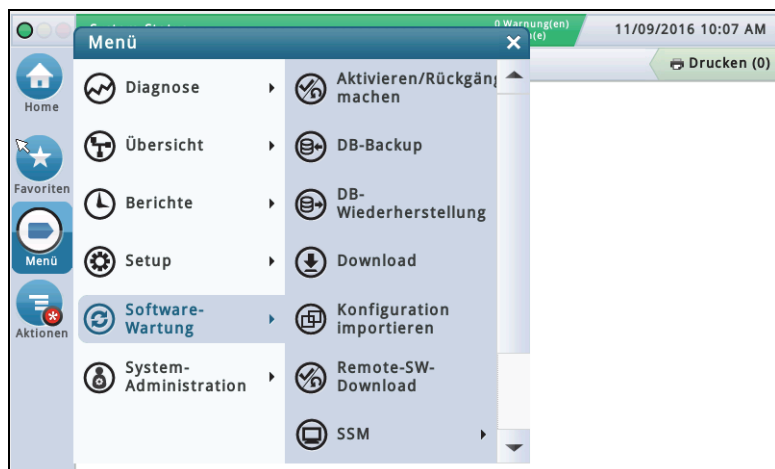 0 Warnung(en)
11/09/2016 10:07 AM
Menü
Drucken (0)
Home
Favoriten
Menü
Aktionen
Diagnose
Übersicht
Berichte
Setup
Software-
Wartung
System-
Administration
Aktivieren/Rückgäng
machen
DB-Backup
DB-
Wiederherstellung
Download
Konfiguration
importieren
Remote-SW-
Download
SSM